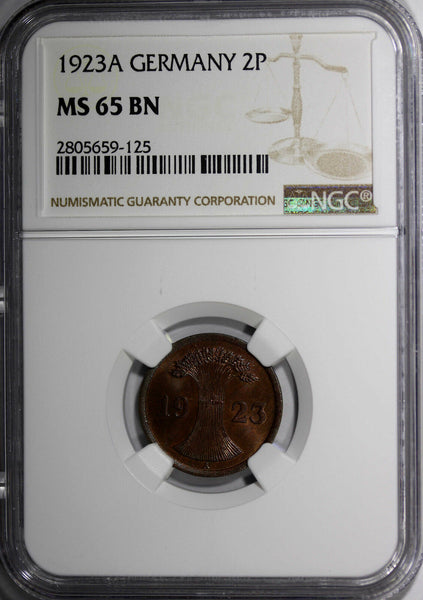 1923A GERMANY 2P
MS 65 BN
2805659-125
NUMISMATIC GUARANTY CORPORATION
NGC®
19 23
A